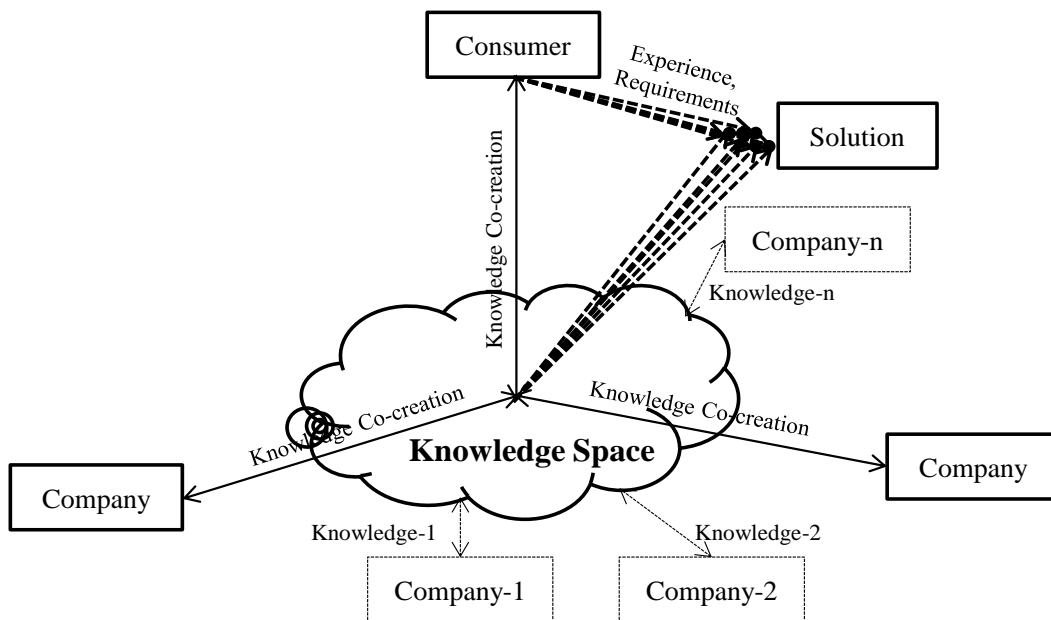 Consumer
Experience,
Requirements
Solution
Knowledge Co-creation
Company-n
Knowledge-n
Knowledge Co-creation
Knowledge Co-creation
Knowledge Space
Company
Company
Knowledge-1
Knowledge-2
Company-1
Company-2